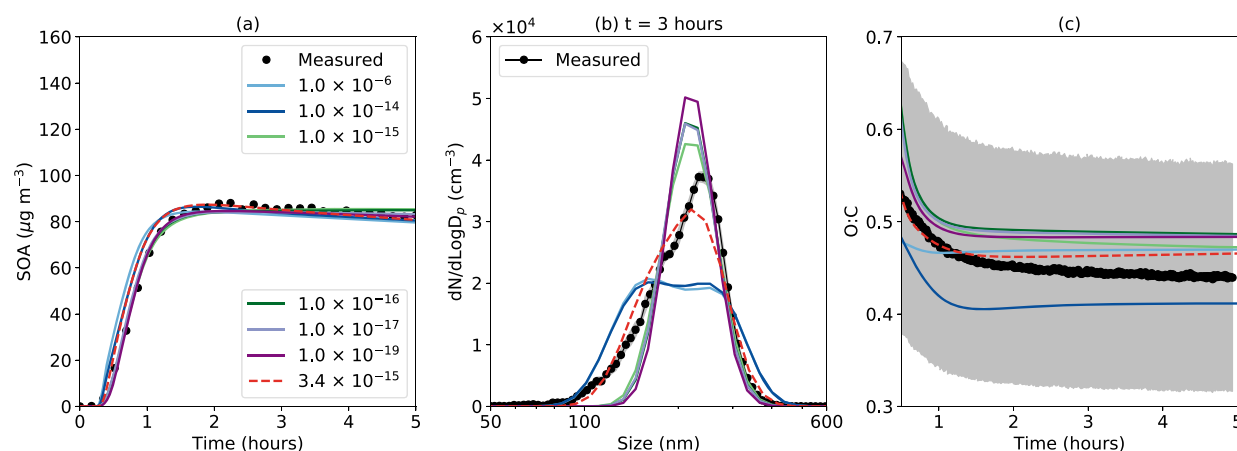 (a)
SOA (μg m⁻³)
160
140
120
100
80
60
40
20
0
0 1 2 3 4 5
Time (hours)
Measured
1.0 × 10⁻⁶
1.0 × 10⁻¹⁴
1.0 × 10⁻¹⁵
1.0 × 10⁻¹⁶
1.0 × 10⁻¹⁷
1.0 × 10⁻¹⁹
3.4 × 10⁻¹⁵
(b) t = 3 hours
×10⁴
dN/dLogDₚ (cm⁻³)
6
5
4
3
2
1
0
50 100 600
Size (nm)
Measured
(c)
O:C
0.7
0.6
0.5
0.4
0.3
1 2 3 4 5
Time (hours)